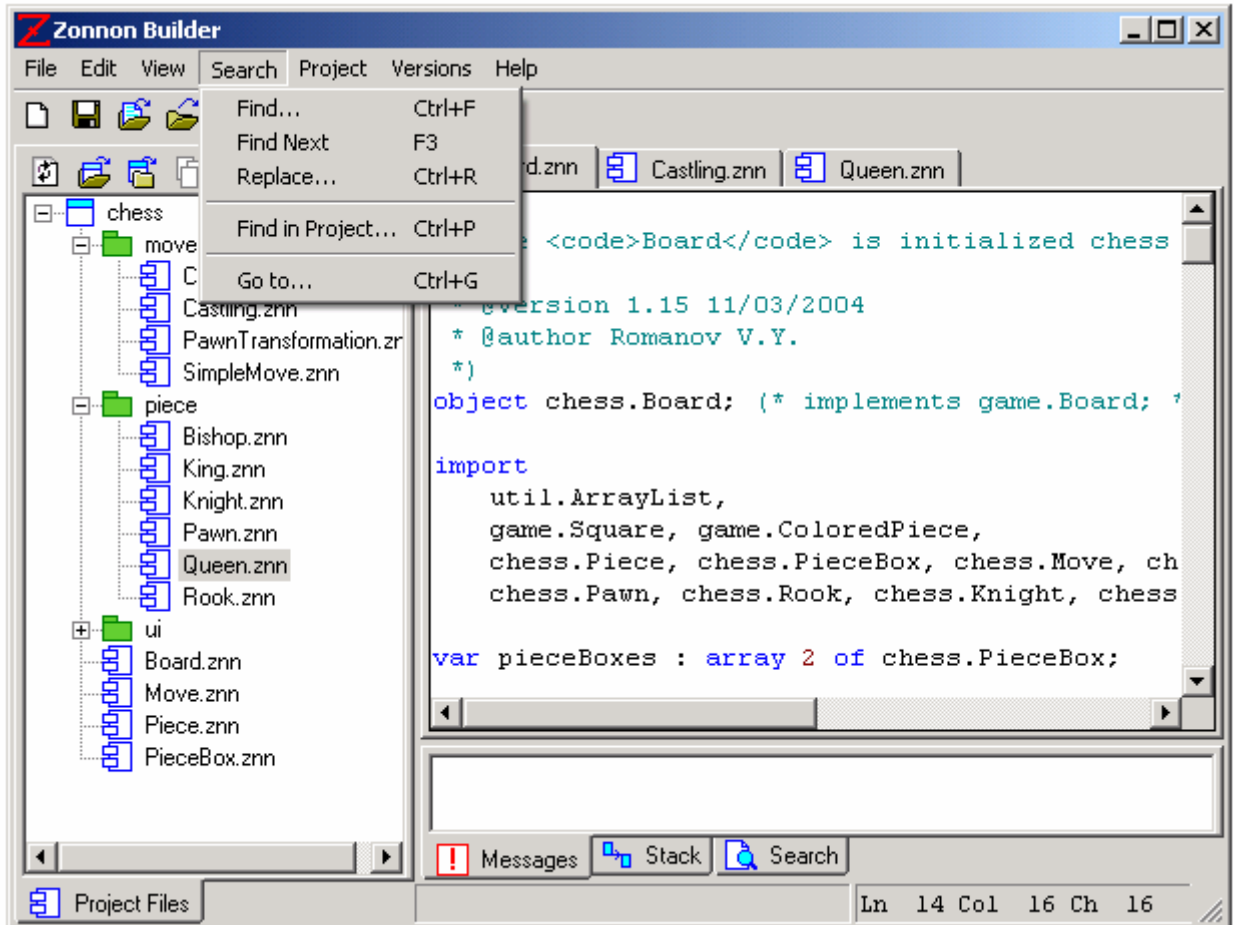 Zonnon Builder
File Edit View Search Project Versions Help
Find... Ctrl+F
Find Next F3
Replace... Ctrl+R
Find in Project... Ctrl+P
Go to... Ctrl+G
chess
move
Castling.znn
PawnTransformation.zr
SimpleMove.znn
piece
Bishop.znn
King.znn
Knight.znn
Pawn.znn
Queen.znn
Rook.znn
ui
Board.znn
Move.znn
Piece.znn
PieceBox.znn
Project Files
rd.znn Castling.znn Queen.znn
<code>Board</code> is initialized chess
* @version 1.15 11/03/2004
* @author Romanov V.Y.
*)
object chess.Board; (* implements game.Board; *
import
util.ArrayList,
game.Square, game.ColoredPiece,
chess.Piece, chess.PieceBox, chess.Move, ch
chess.Pawn, chess.Rook, chess.Knight, chess
var pieceBoxes : array 2 of chess.PieceBox;
Messages Stack Search
Ln 14 Col 16 Ch 16